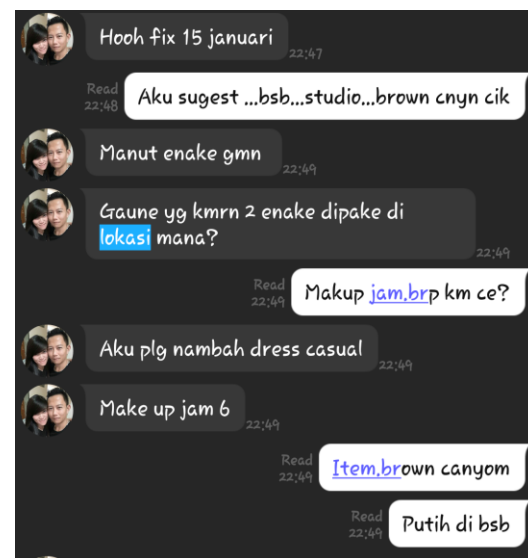 Hooh fix 15 januari
22:47
Read
22:48
Aku sugest ...bsb...studio...brown cnyn cik
Manut enake gmn
22:49
Gaune yg kmrn 2 enake dipake di
lokasi mana?
22:49
Read
22:49
Makup jam.brp km ce?
Aku plg nambah dress casual
22:49
Make up jam 6
22:49
Read
22:49
Item.brown canyom
Read
22:49
Putih di bsb